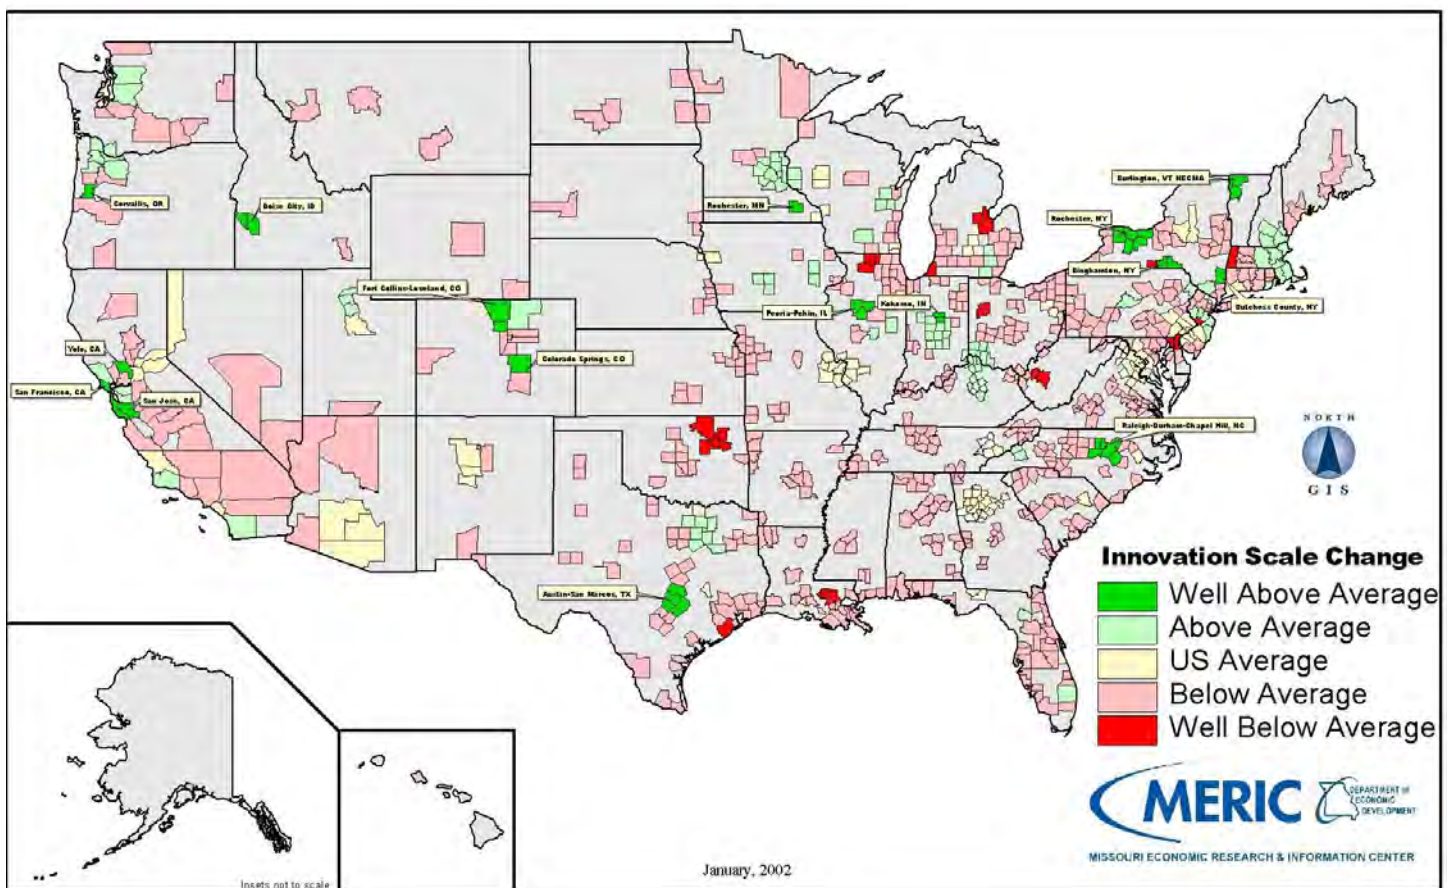 Burlington, VT NECMA
Corvallis, OR
Boise City, ID
Rochester, MN
Rochester, NY
Binghamton, NY
Fort Collins-Loveland, CO
Peoria-Pekin, IL
Kokomo, IN
Dutchess County, NY
Yolo, CA
Colorado Springs, CO
San Francisco, CA
San Jose, CA
Raleigh-Durham-Chapel Hill, NC
NORTH
GIS
Austin-San Marcos, TX
Innovation Scale Change
Well Above Average
Above Average
US Average
Below Average
Well Below Average
MERIC
DEPARTMENT of
ECONOMIC
DEVELOPMENT
MISSOURI ECONOMIC RESEARCH & INFORMATION CENTER
January, 2002
Insets not to scale